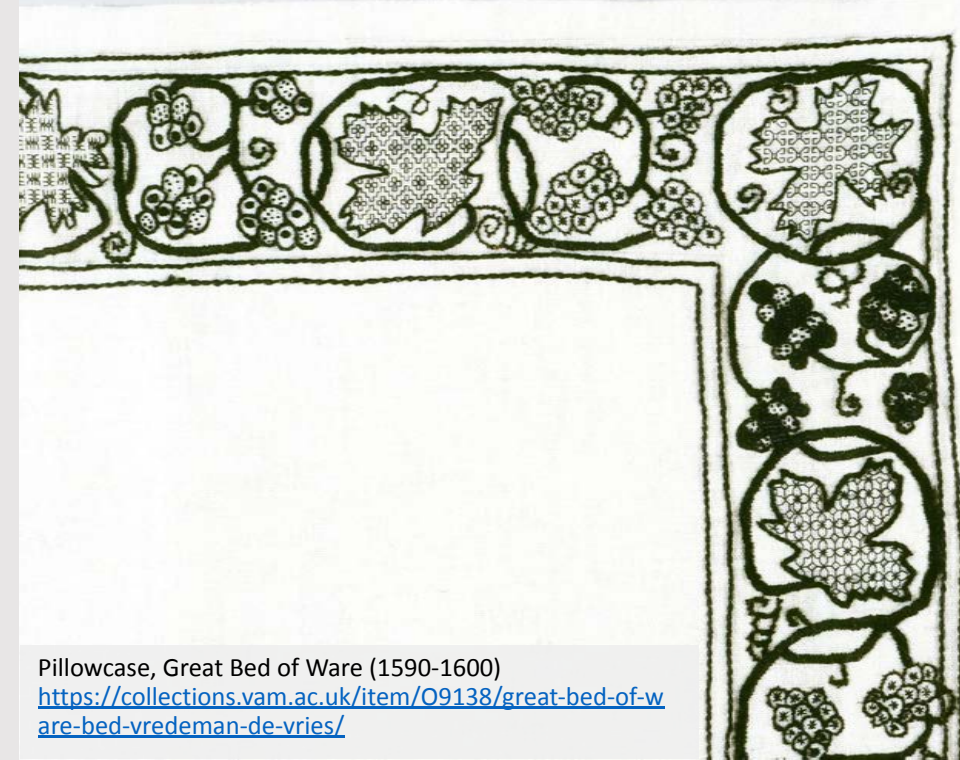 Pillowcase, Great Bed of Ware (1590-1600)
https://collections.vam.ac.uk/item/O9138/great-bed-of-w
are-bed-vredeman-de-vries/